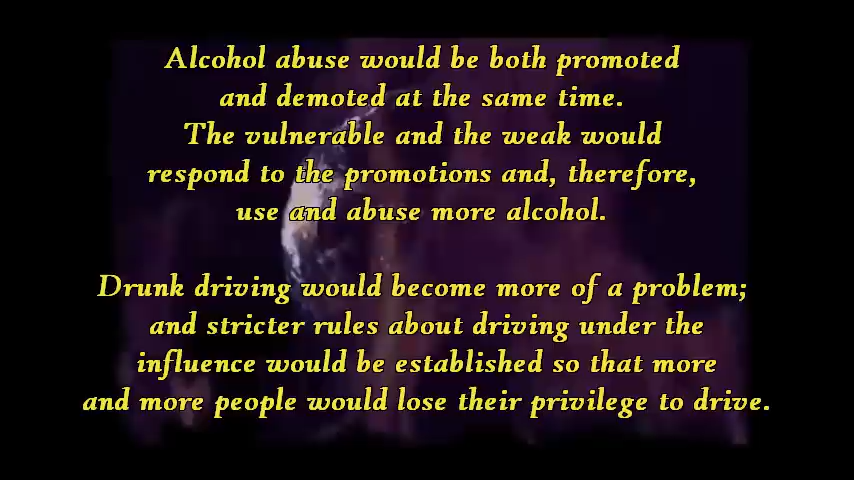 Alcohol abuse would be both promoted
and demoted at the same time.
The vulnerable and the weak would
respond to the promotions and, therefore,
use and abuse more alcohol.
Drunk driving would become more of a problem;
and stricter rules about driving under the
influence would be established so that more
and more people would lose their privilege to drive.